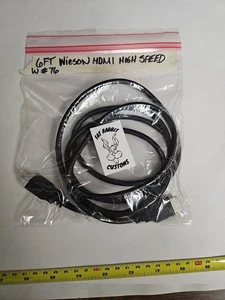 6FT WIESON HDMI HIGH SPEED
W#76
FAT RABBIT
CUSTOMS